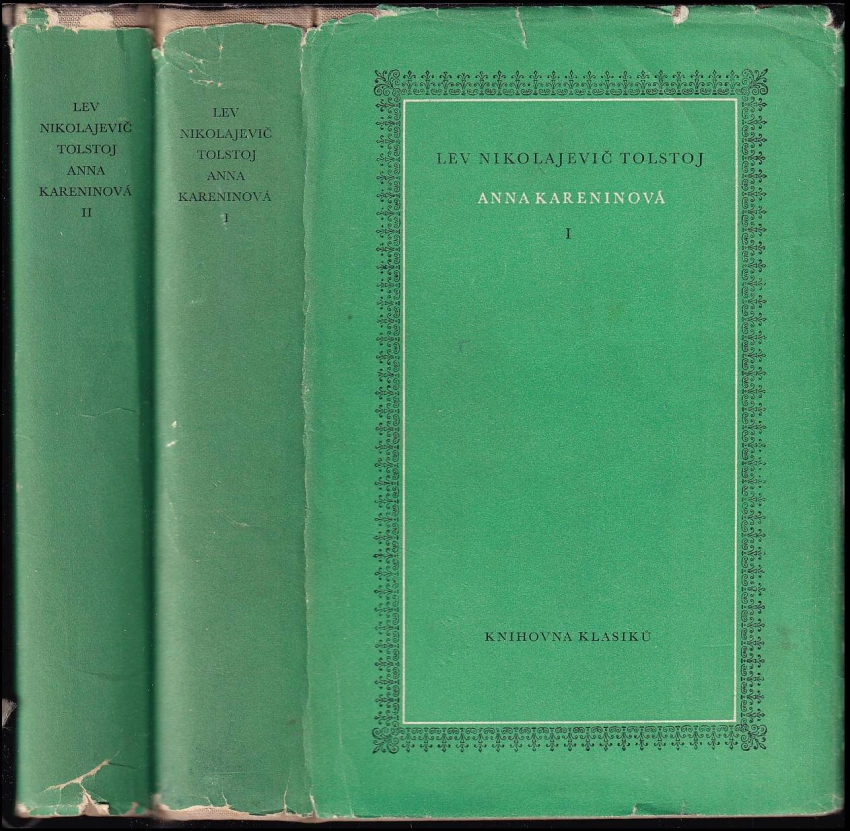 LEV
NIKOLAJEVIČ
TOLSTOJ
ANNA
KARENINOVÁ
II
LEV
NIKOLAJEVIČ
TOLSTOJ
ANNA
KARENINOVÁ
I
LEV NIKOLAJEVIČ TOLSTOJ
ANNA KARENINOVÁ
I
KNIHOVNA KLASIKŮ